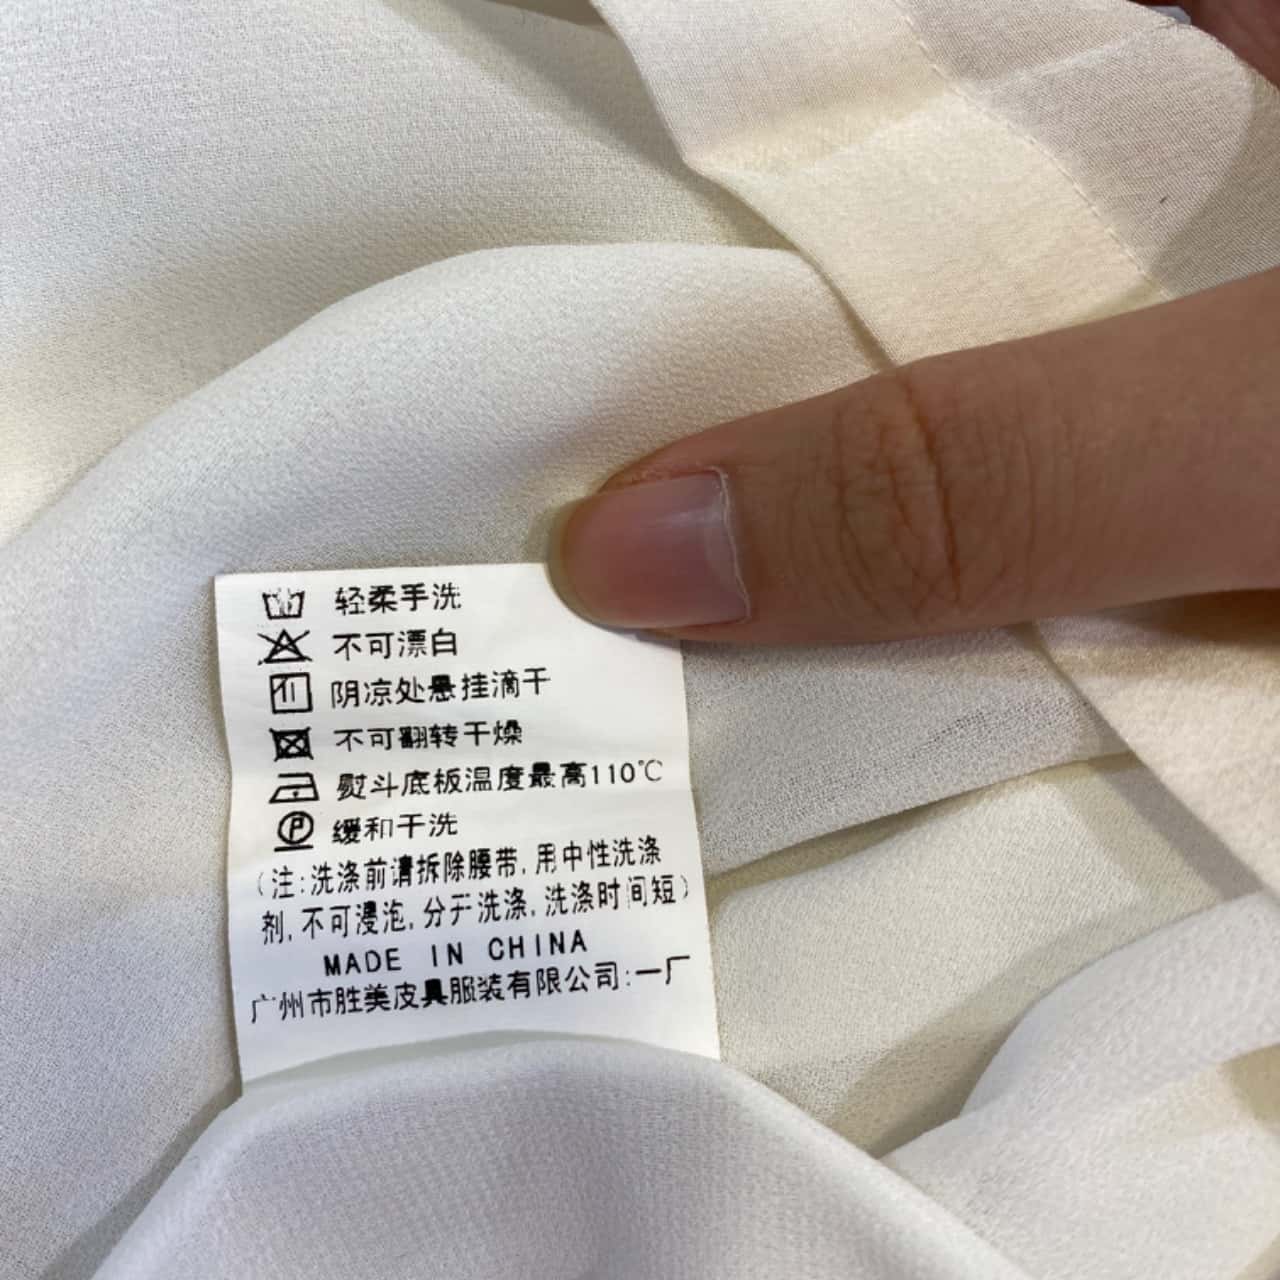 轻柔手洗
不可漂白
阴凉处悬挂滴干
不可翻转干燥
熨斗底板温度最高110℃
P 缓和干洗
(注:洗涤前请拆除腰带,用中性洗涤
剂,不可浸泡,分开洗涤,洗涤时间短)
MADE IN CHINA
广州市胜美皮具服装有限公司:一厂